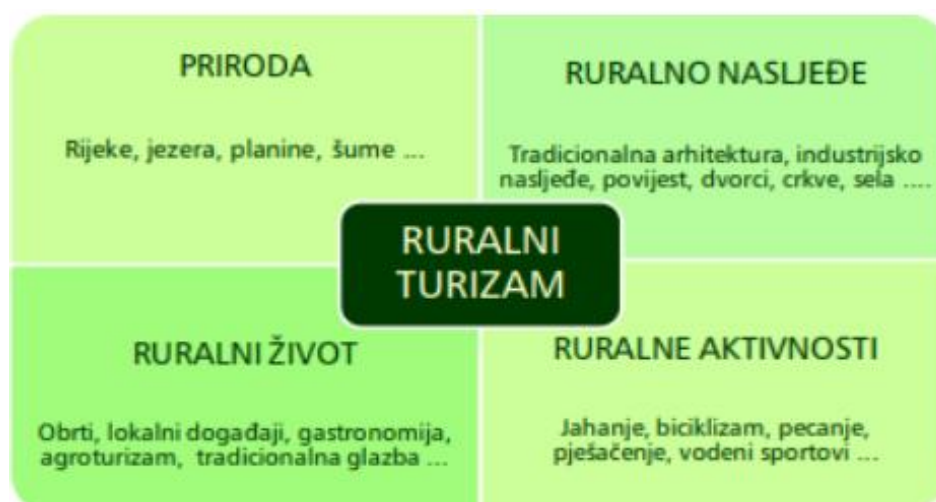 PRIRODA
Rijeke, jezera, planine, šume ...
RURALNO NASLJEĐE
Tradicionalna arhitektura, industrijsko
nasljeđe, povijest, dvorci, crkve, sela ....
RURALNI
TURIZAM
RURALNI ŽIVOT
Obrti, lokalni događaji, gastronomija,
agroturizam, tradicionalna glazba ...
RURALNE AKTIVNOSTI
Jahanje, biciklizam, pecanje,
pješačenje, vodeni sportovi ...